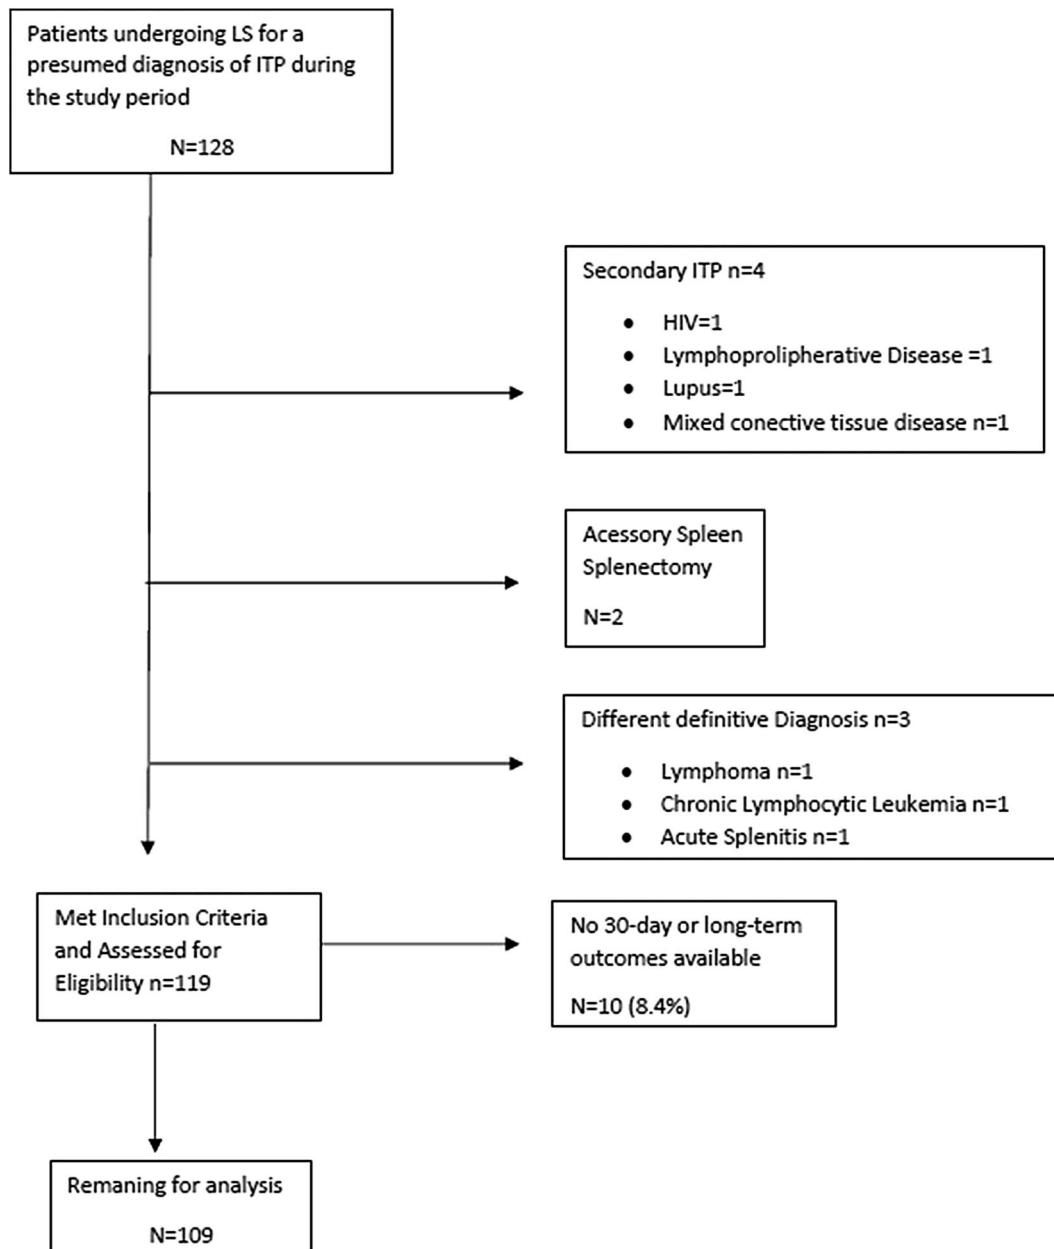 Patients undergoing LS for a
presumed diagnosis of ITP during
the study period
N=128
Secondary ITP n=4
• HIV=1
• Lymphoprolipherative Disease =1
• Lupus=1
• Mixed conective tissue disease n=1
Acessory Spleen
Splenectomy
N=2
Different definitive Diagnosis n=3
• Lymphoma n=1
• Chronic Lymphocytic Leukemia n=1
• Acute Splenitis n=1
Met Inclusion Criteria
and Assessed for
Eligibility n=119
No 30-day or long-term
outcomes available
N=10 (8.4%)
Remaning for analysis
N=109